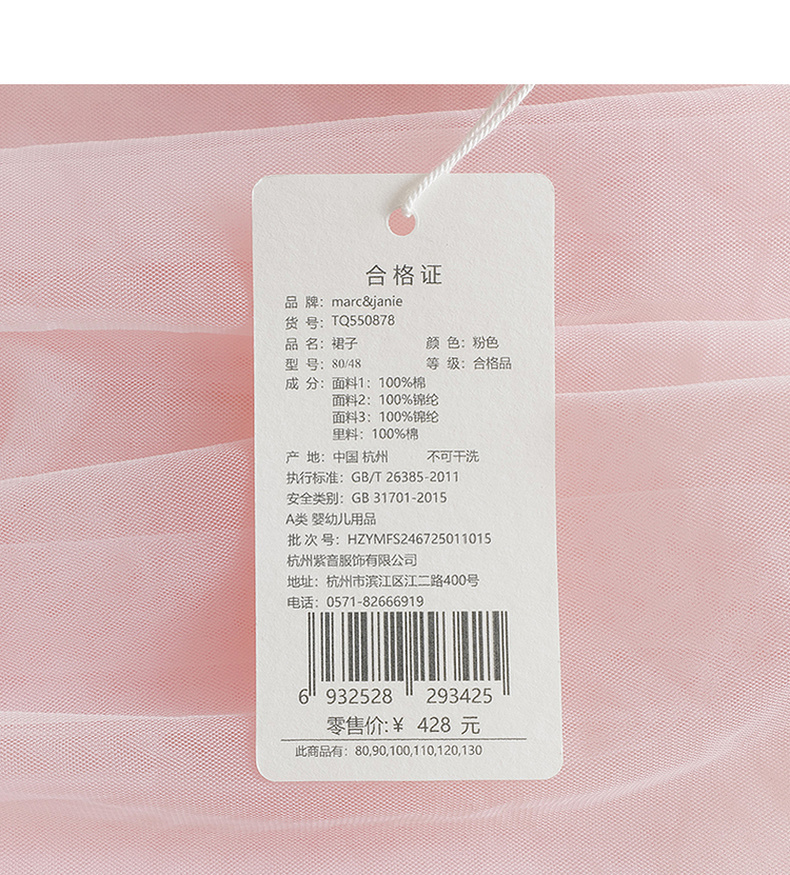 合格证
品 牌：marc&janie
货 号：TQ550878
品 名：裙子 颜 色：粉色
型 号：80/48 等 级：合格品
成 分：面料1：100%棉
面料2：100%锦纶
面料3：100%锦纶
里料：100%棉
产 地：中国 杭州 不可干洗
执行标准：GB/T 26385-2011
安全类别：GB 31701-2015
A类 婴幼儿用品
批 次 号：HZYMFS246725011015
杭州紫音服饰有限公司
地址：杭州市滨江区江二路400号
电话：0571-82666919
6 932528 293425
零售价:¥ 428 元
此商品有：80,90,100,110,120,130